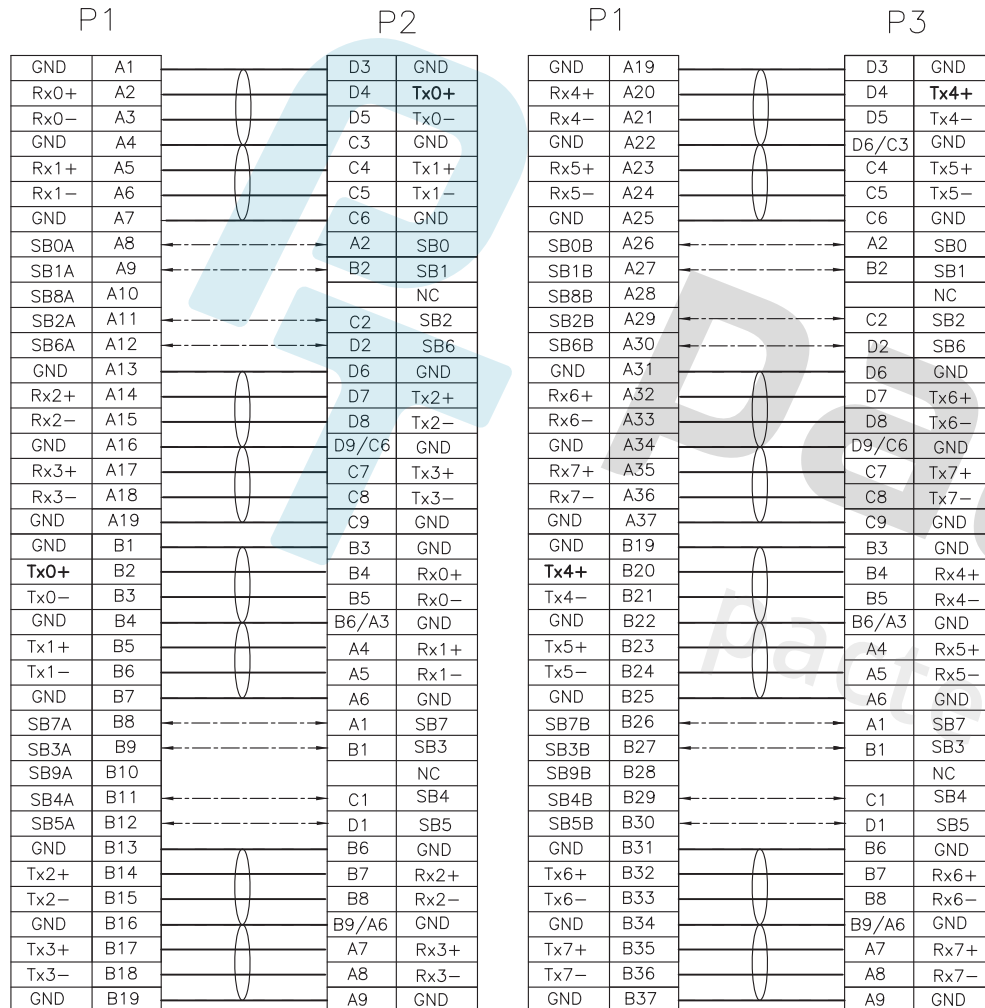 P1 P2 P1 P3
GND A1 D3 GND GND A19 D3 GND
Rx0+ A2 D4 Tx0+ Rx4+ A20 D4 Tx4+
Rx0- A3 D5 Tx0- Rx4- A21 D5 Tx4-
GND A4 C3 GND GND A22 D6/C3 GND
Rx1+ A5 C4 Tx1+ Rx5+ A23 C4 Tx5+
Rx1- A6 C5 Tx1- Rx5- A24 C5 Tx5-
GND A7 C6 GND GND A25 C6 GND
SB0A A8 A2 SB0 SB0B A26 A2 SB0
SB1A A9 B2 SB1 SB1B A27 B2 SB1
SB8A A10 NC SB8B A28 NC
SB2A A11 C2 SB2 SB2B A29 C2 SB2
SB6A A12 D2 SB6 SB6B A30 D2 SB6
GND A13 D6 GND GND A31 D6 GND
Rx2+ A14 D7 Tx2+ Rx6+ A32 D7 Tx6+
Rx2- A15 D8 Tx2- Rx6- A33 D8 Tx6-
GND A16 D9/C6 GND GND A34 D9/C6 GND
Rx3+ A17 C7 Tx3+ Rx7+ A35 C7 Tx7+
Rx3- A18 C8 Tx3- Rx7- A36 C8 Tx7-
GND A19 C9 GND GND A37 C9 GND
GND B1 B3 GND GND B19 B3 GND
Tx0+ B2 B4 Rx0+ Tx4+ B20 B4 Rx4+
Tx0- B3 B5 Rx0- Tx4- B21 B5 Rx4-
GND B4 B6/A3 GND GND B22 B6/A3 GND
Tx1+ B5 A4 Rx1+ Tx5+ B23 A4 Rx5+
Tx1- B6 A5 Rx1- Tx5- B24 A5 Rx5-
GND B7 A6 GND GND B25 A6 GND
SB7A B8 A1 SB7 SB7B B26 A1 SB7
SB3A B9 B1 SB3 SB3B B27 B1 SB3
SB9A B10 NC SB9B B28 NC
SB4A B11 C1 SB4 SB4B B29 C1 SB4
SB5A B12 D1 SB5 SB5B B30 D1 SB5
GND B13 B6 GND GND B31 B6 GND
Tx2+ B14 B7 Rx2+ Tx6+ B32 B7 Rx6+
Tx2- B15 B8 Rx2- Tx6- B33 B8 Rx6-
GND B16 B9/A6 GND GND B34 B9/A6 GND
Tx3+ B17 A7 Rx3+ Tx7+ B35 A7 Rx7+
Tx3- B18 A8 Rx3- Tx7- B36 A8 Rx7-
GND B19 A9 GND GND B37 A9 GND